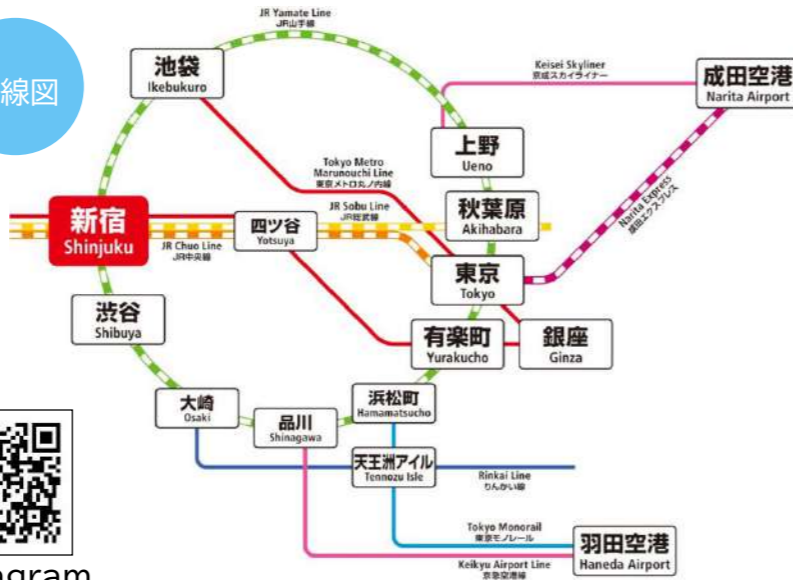 JR Yamate Line
JR山手線
線図
池袋
Ikebukuro
Keisei Skyliner
京成スカイライナー
成田空港
Narita Airport
上野
Ueno
Tokyo Metro
Marunouchi Line
東京メトロ丸ノ内線
Narita Express
成田エクスプレス
新宿
Shinjuku
JR Sobu Line
JR総武線
秋葉原
Akihabara
JR Chuo Line
JR中央線
四ツ谷
Yotsuya
東京
Tokyo
渋谷
Shibuya
有楽町
Yurakucho
銀座
Ginza
大崎
Osaki
品川
Shinagawa
浜松町
Hamamatsucho
天王洲アイル
Tennozu Isle
Rinkai Line
りんかい線
Tokyo Monorail
東京モノレール
羽田空港
Haneda Airport
Keikyu Airport Line
京急空港線